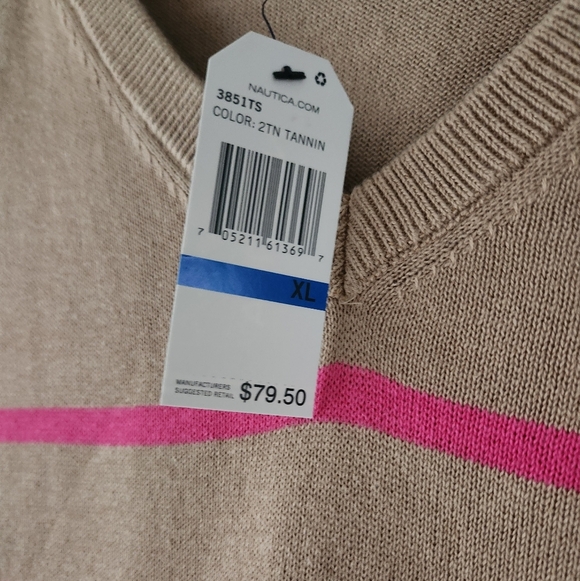 NAUTICA.COM
3851TS
COLOR: 2TN TANNIN
7 05211 61369 7
XL
MANUFACTURERS
SUGGESTED RETAIL $79.50